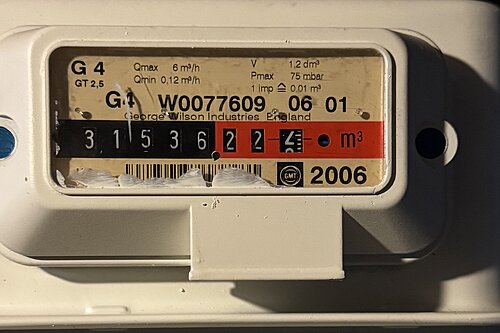 G 4
GT 2,5
Qmax 6 m³/h
Qmin 0,12 m³/h
V 1,2 dm³
Pmax 75 mbar
1 imp ≙ 0,01 m³
G4 W0077609 06 01
George Wilson Industries England
3 1 5 3 6 2 2 m³
GMT 2006